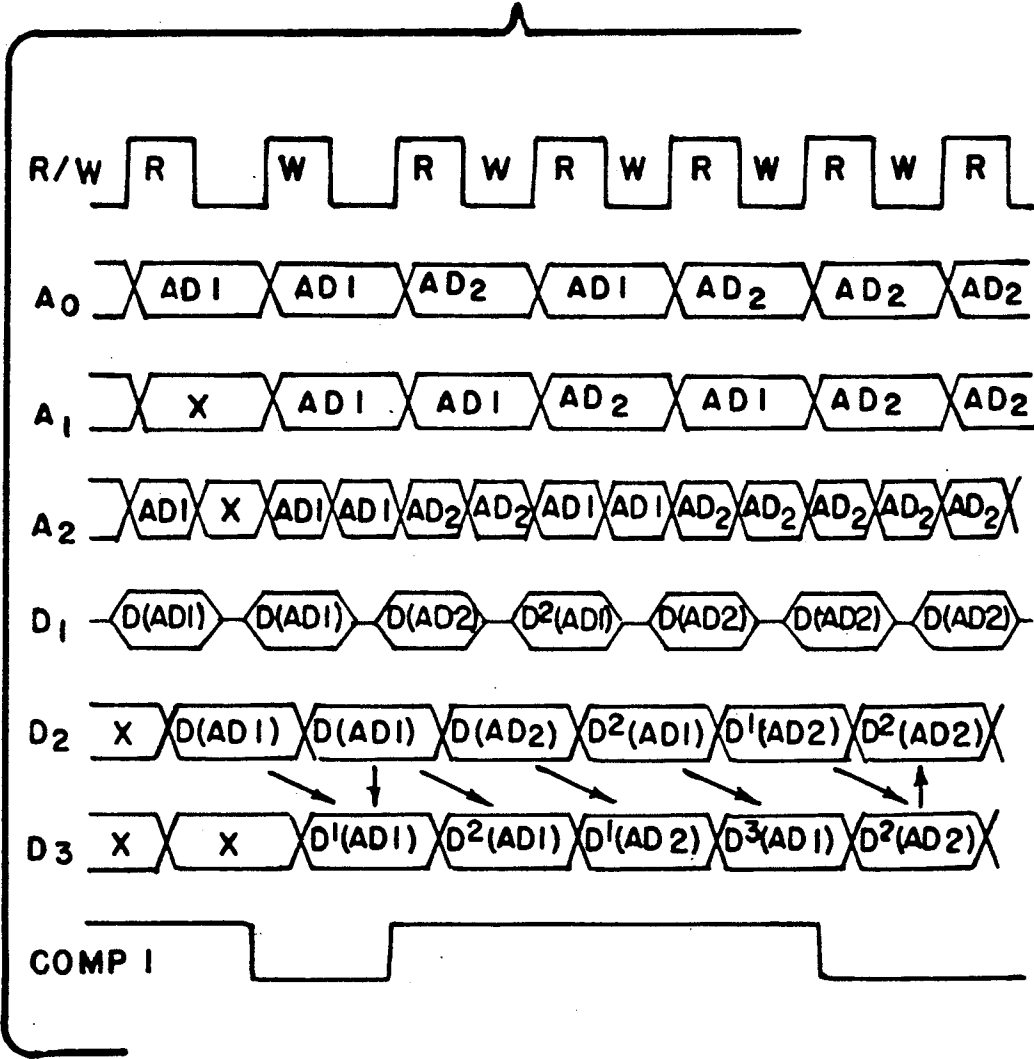 R/W R W R W R W R W R W R
A0 AD1 AD1 AD2 AD1 AD2 AD2 AD2
A1 X AD1 AD1 AD2 AD1 AD2 AD2
A2 AD1 X AD1 AD1 AD2 AD2 AD1 AD1 AD2 AD2 AD2 AD2 AD2
D1 D(AD1) D(AD1) D(AD2) D²(AD1) D(AD2) D(AD2) D(AD2)
D2 X D(AD1) D(AD1) D(AD2) D²(AD1) D¹(AD2) D²(AD2)
D3 X X D¹(AD1) D²(AD1) D¹(AD2) D³(AD1) D²(AD2)
COMP 1